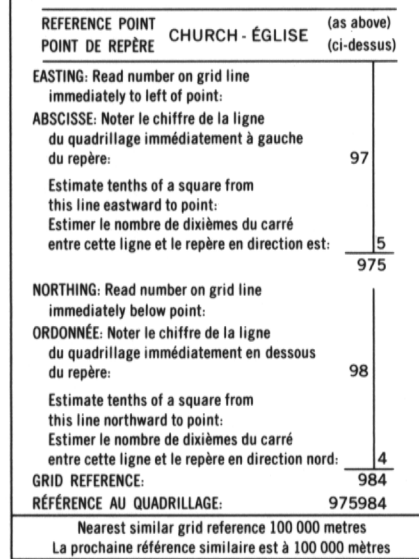 REFERENCE POINT
POINT DE REPÈRE
CHURCH - ÉGLISE
(as above)
(ci-dessus)
EASTING: Read number on grid line
immediately to left of point:
ABSCISSE: Noter le chiffre de la ligne
du quadrillage immédiatement à gauche
du repère: 97
Estimate tenths of a square from
this line eastward to point:
Estimer le nombre de dixièmes du carré
entre cette ligne et le repère en direction est: 5
975
NORTHING: Read number on grid line
immediately below point:
ORDONNÉE: Noter le chiffre de la ligne
du quadrillage immédiatement en dessous
du repère: 98
Estimate tenths of a square from
this line northward to point:
Estimer le nombre de dixièmes du carré
entre cette ligne et le repère en direction nord: 4
GRID REFERENCE: 984
RÉFÉRENCE AU QUADRILLAGE: 975984
Nearest similar grid reference 100 000 metres
La prochaine référence similaire est à 100 000 mètres